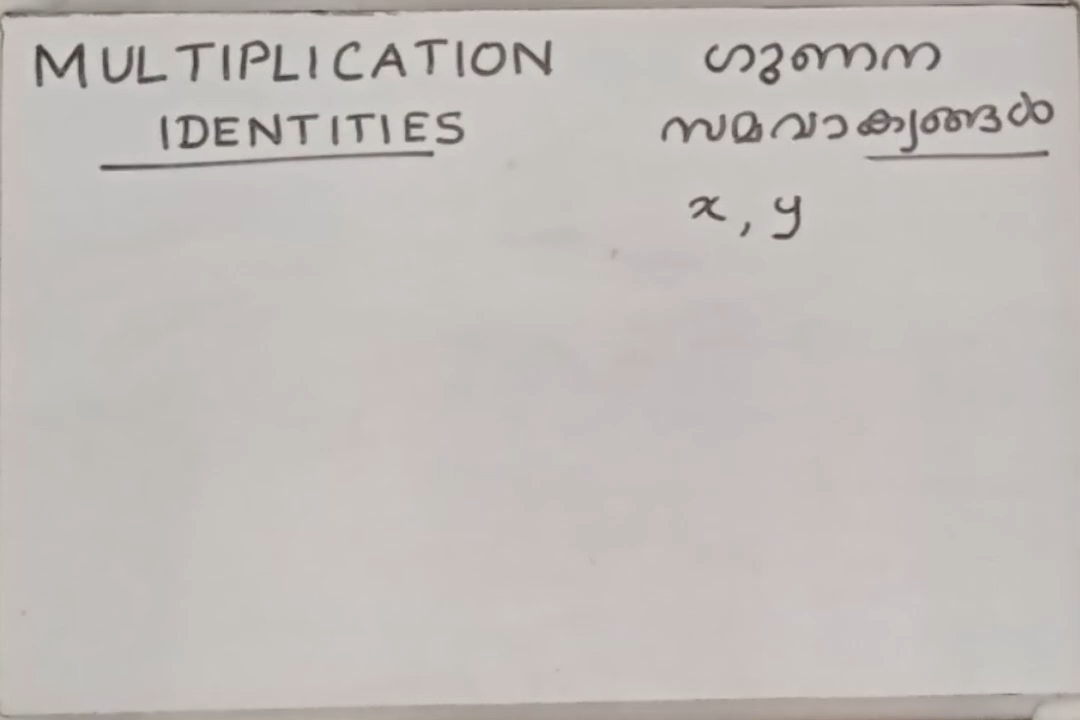 MULTIPLICATION
IDENTITIES
ഗുണന
സമവാക്യങ്ങൾ
x, y